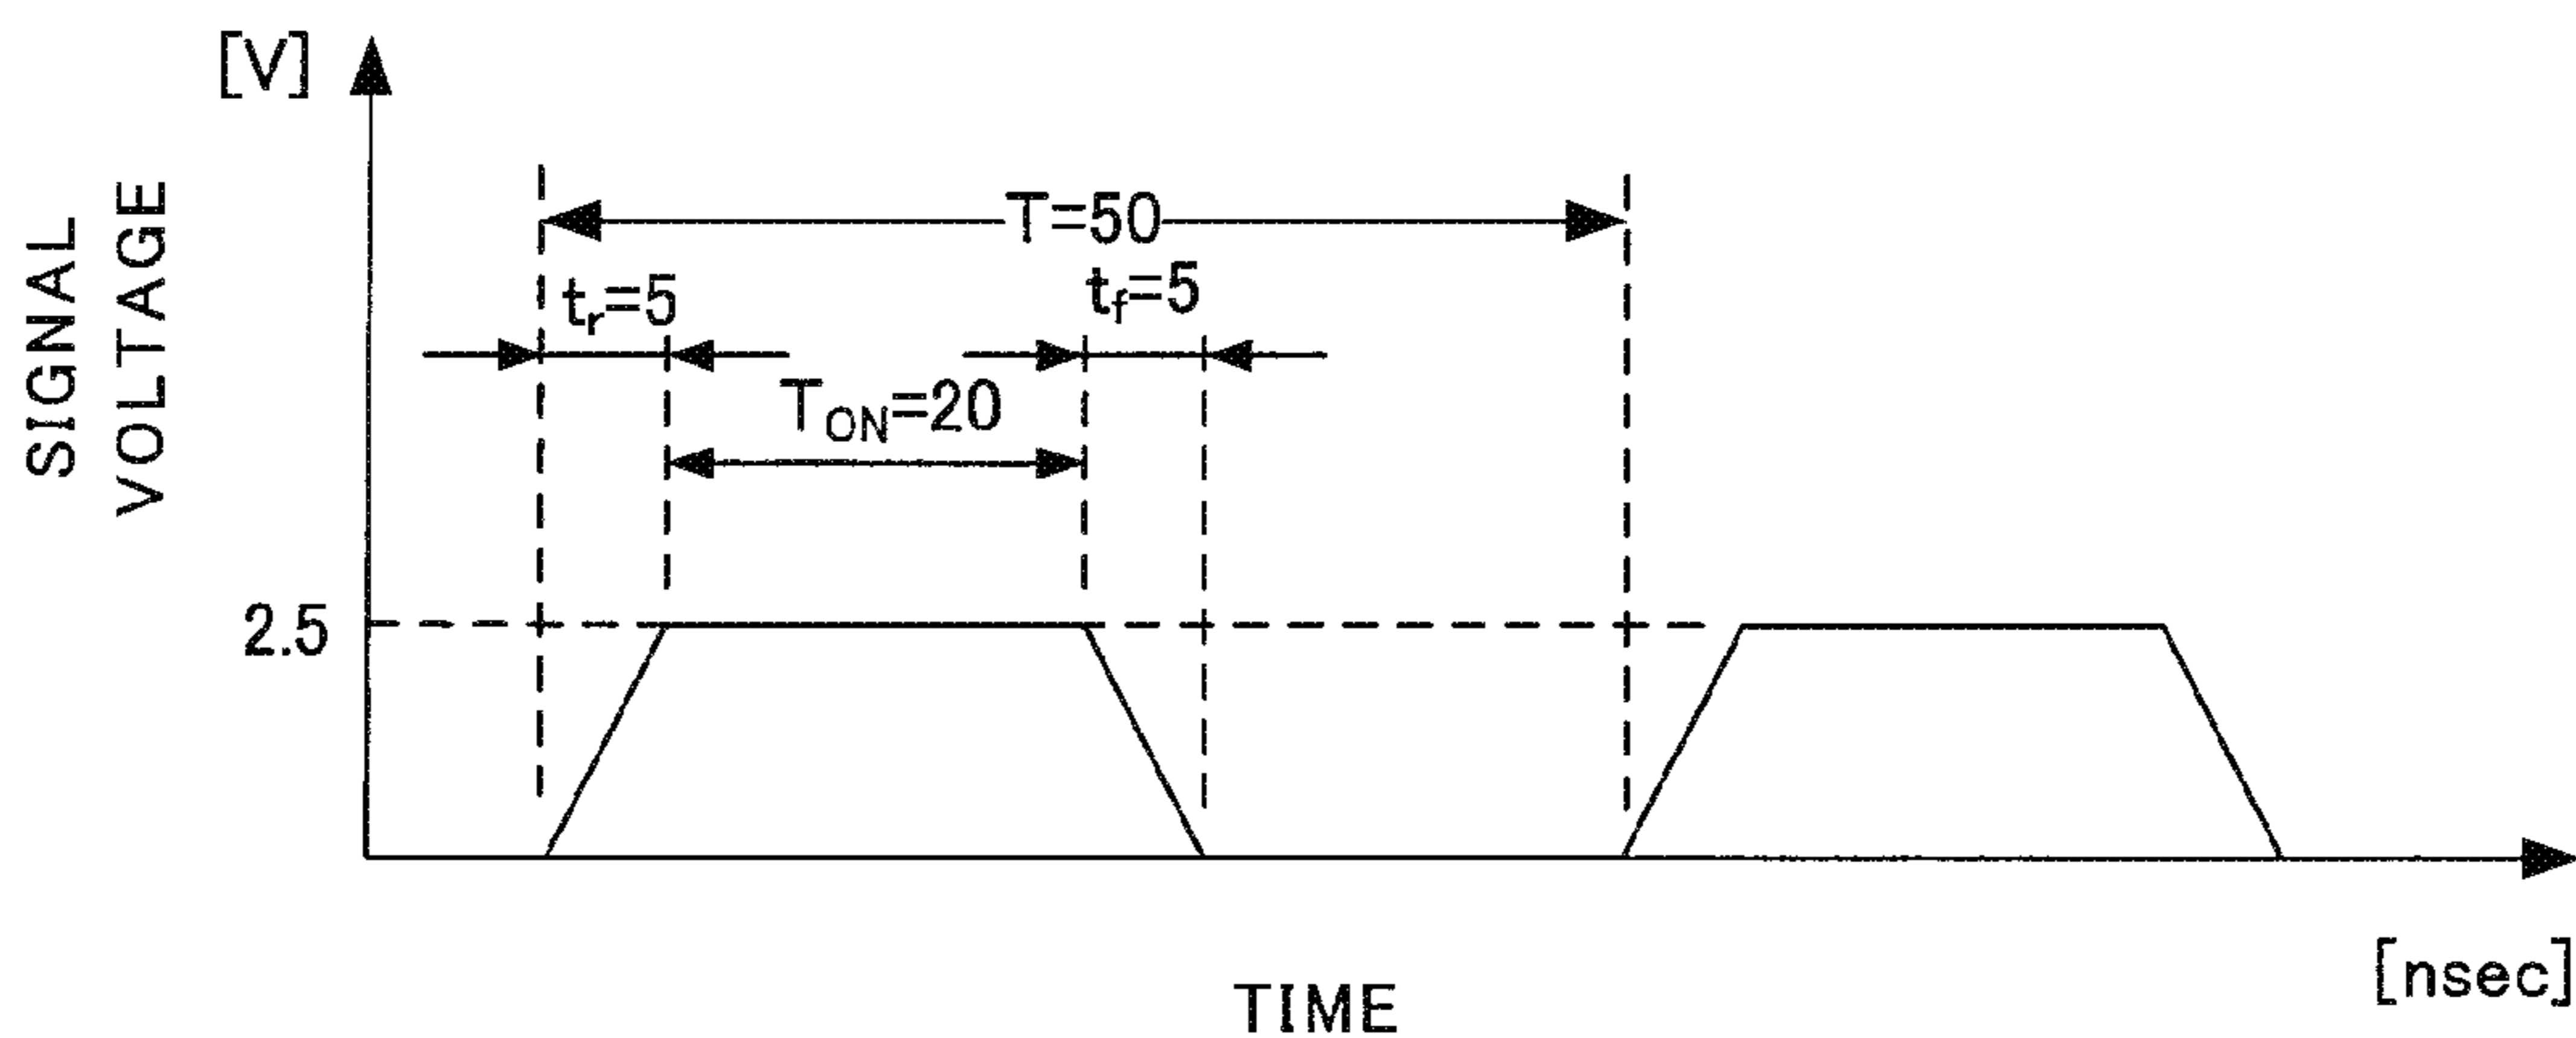 [V]
SIGNAL
VOLTAGE
T=50
tr=5
tf=5
TON=20
2.5
[nsec]
TIME